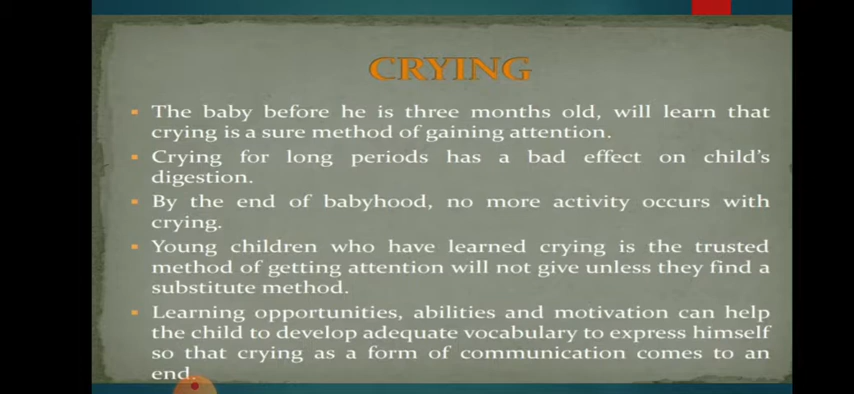 CRYING
The baby before he is three months old, will learn that
crying is a sure method of gaining attention.
Crying for long periods has a bad effect on child's
digestion.
By the end of babyhood, no more activity occurs with
crying.
Young children who have learned crying is the trusted
method of getting attention will not give unless they find a
substitute method.
Learning opportunities, abilities and motivation can help
the child to develop adequate vocabulary to express himself
so that crying as a form of communication comes to an
end.